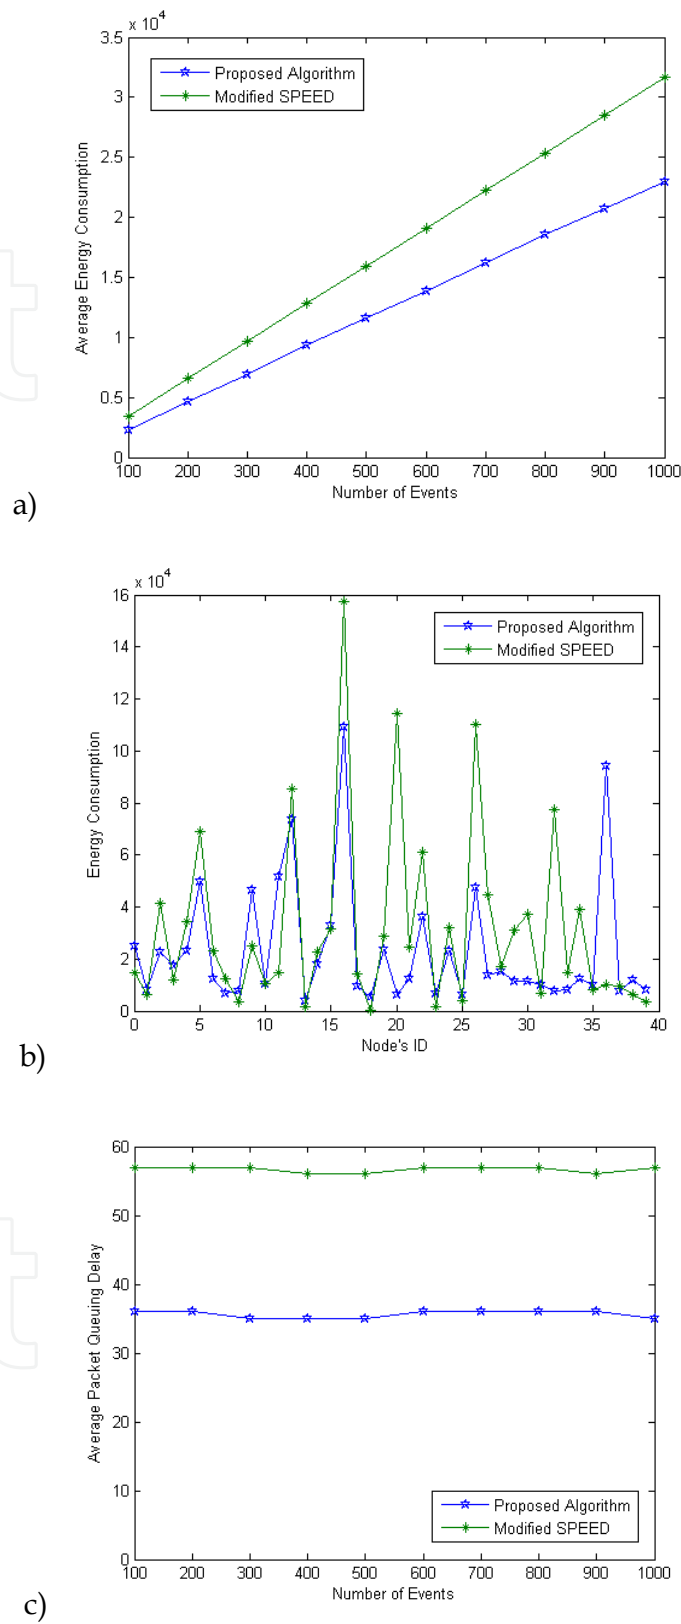 x 10^4
3.5
3
2.5
2
1.5
1
0.5
0
Average Energy Consumption
Proposed Algorithm
Modified SPEED
100 200 300 400 500 600 700 800 900 1000
Number of Events
a)
x 10^4
16
14
12
10
8
6
4
2
0
Energy Consumption
Proposed Algorithm
Modified SPEED
0 5 10 15 20 25 30 35 40
Node's ID
b)
60
50
40
30
20
10
0
Average Packet Queuing Delay
Proposed Algorithm
Modified SPEED
100 200 300 400 500 600 700 800 900 1000
Number of Events
c)